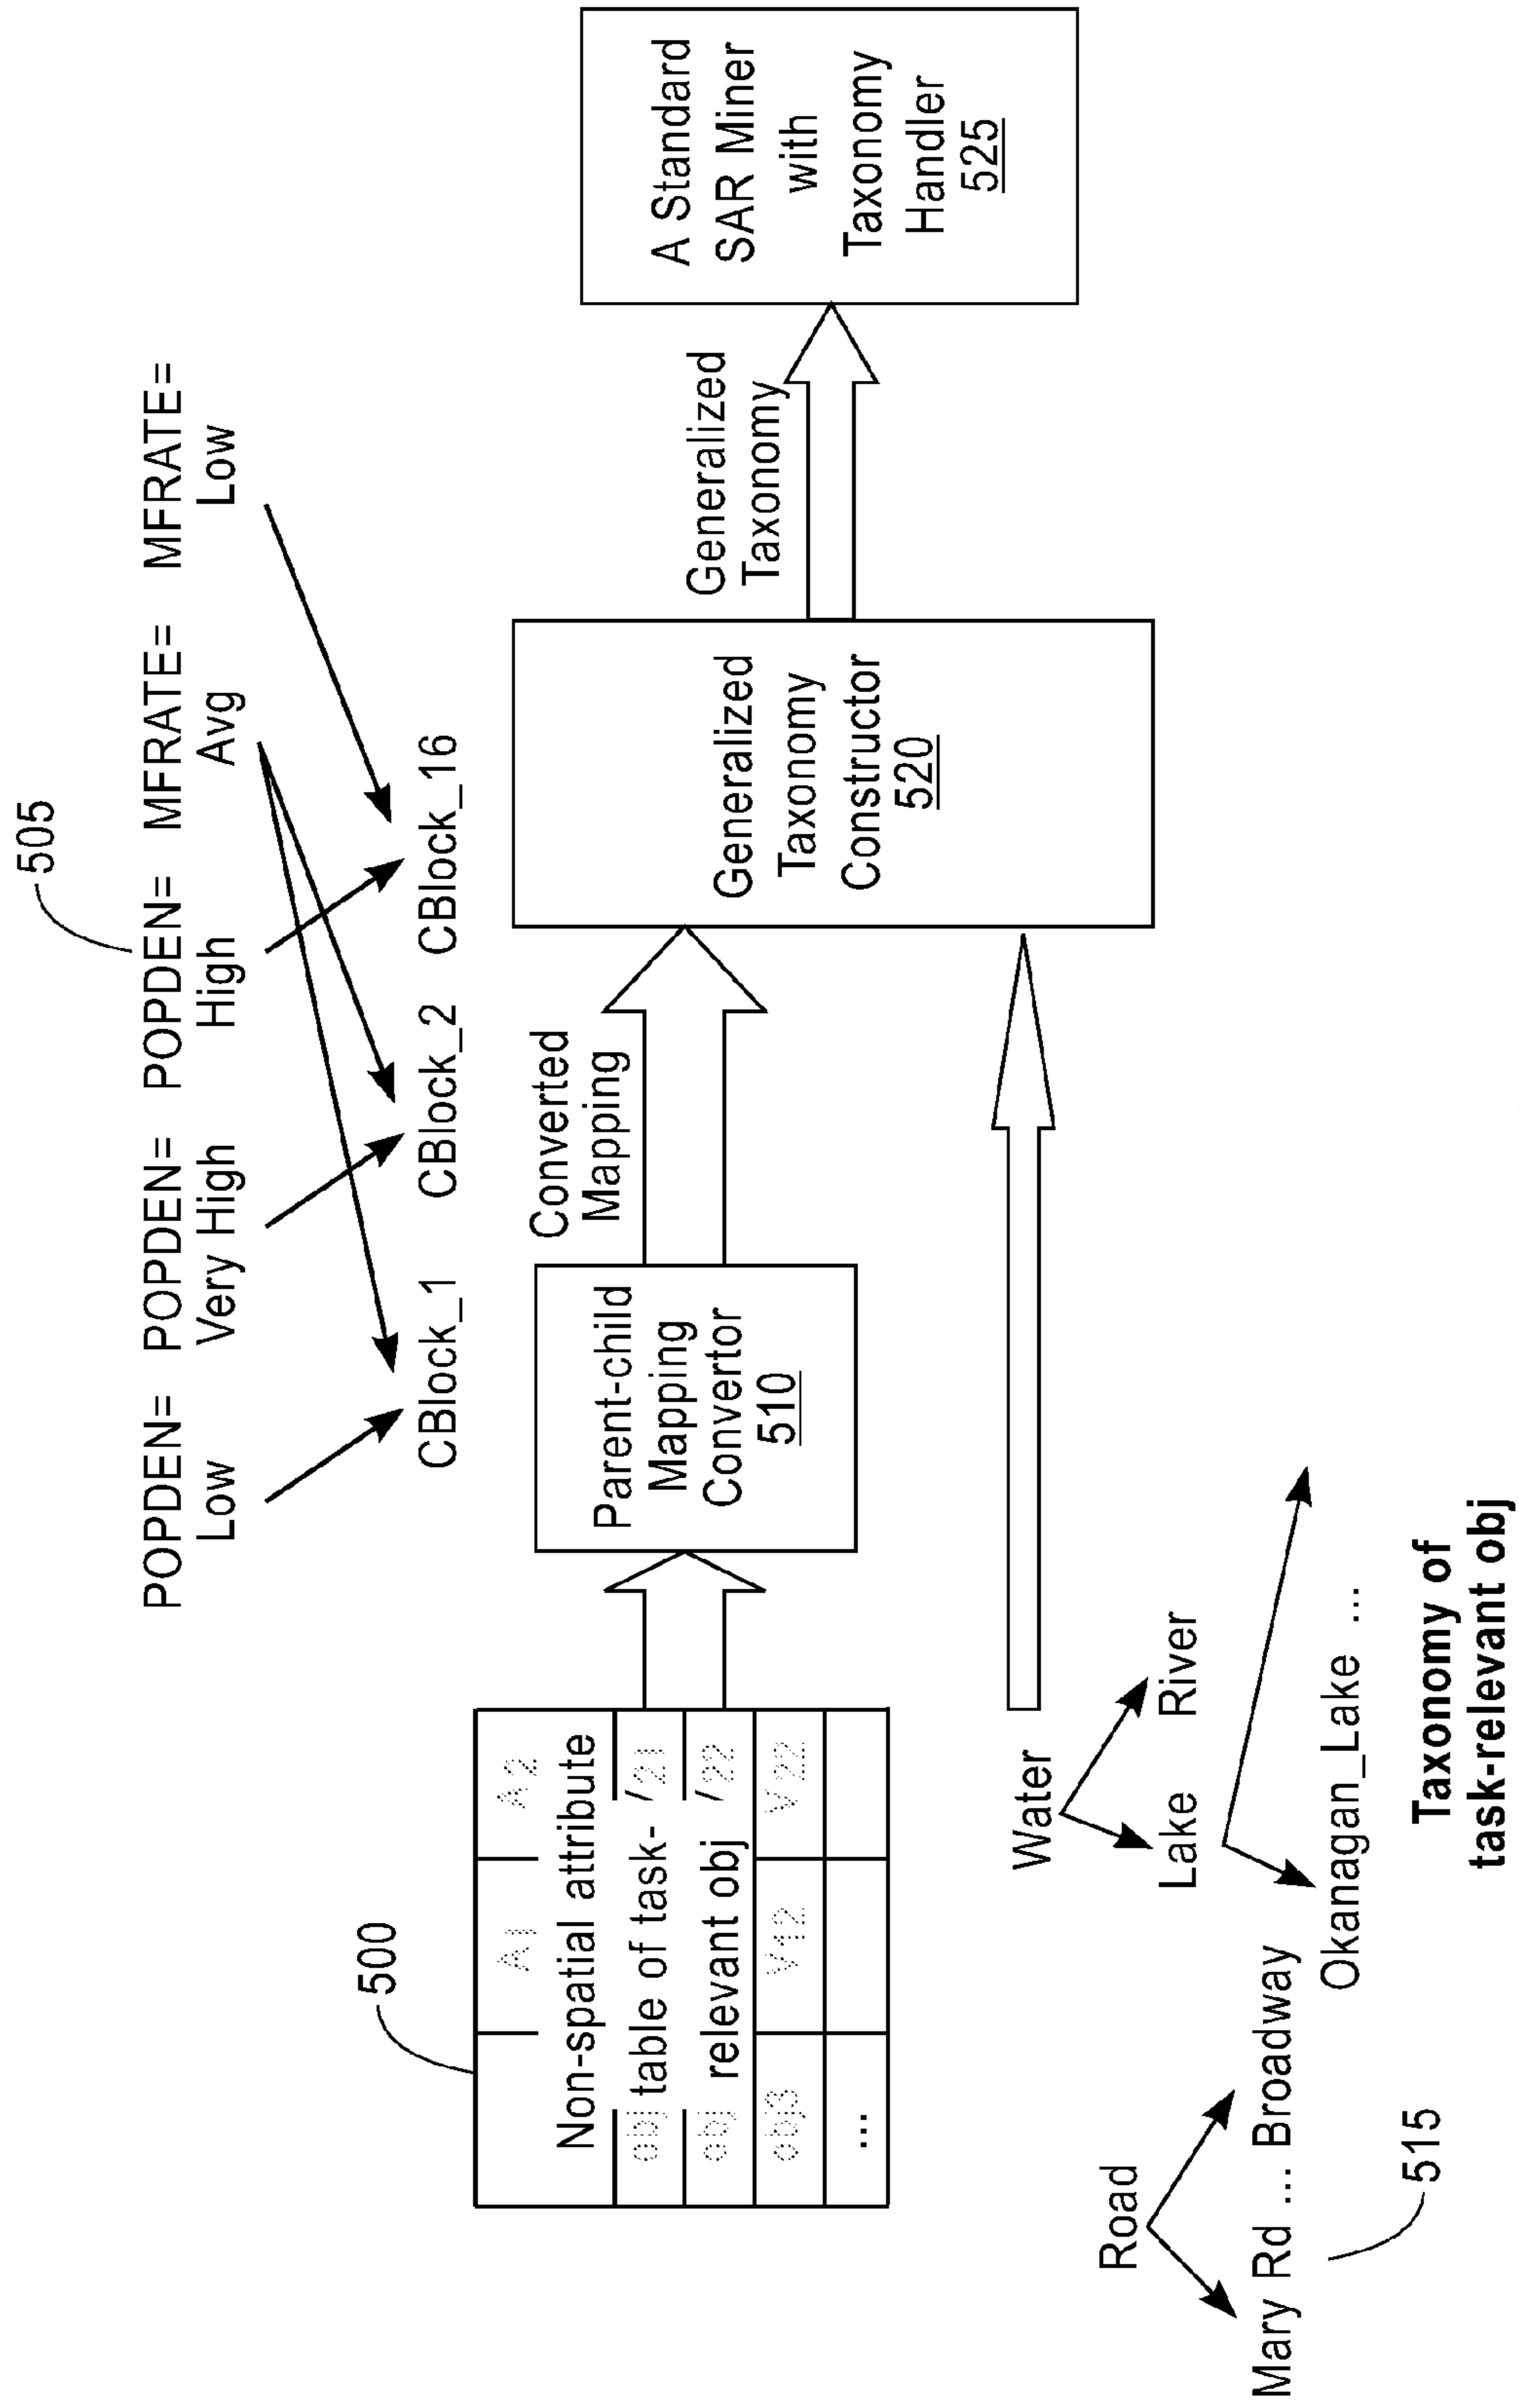 505
POPDEN= POPDEN= POPDEN= MFRATE= MFRATE=
Low Very High High Avg Low
CBlock_1 CBlock_2 CBlock_16
500
A1 A2
Non-spatial attribute
obj table of task-
obj relevant obj
obj3 V12 V22
...
Parent-child
Mapping
Convertor
510
Converted
Mapping
Generalized
Taxonomy
Constructor
520
Generalized
Taxonomy
A Standard
SAR Miner
with
Taxonomy
Handler
525
Water
Lake River
Okanagan_Lake ...
Road
Mary Rd ... Broadway
515
Taxonomy of
task-relevant obj